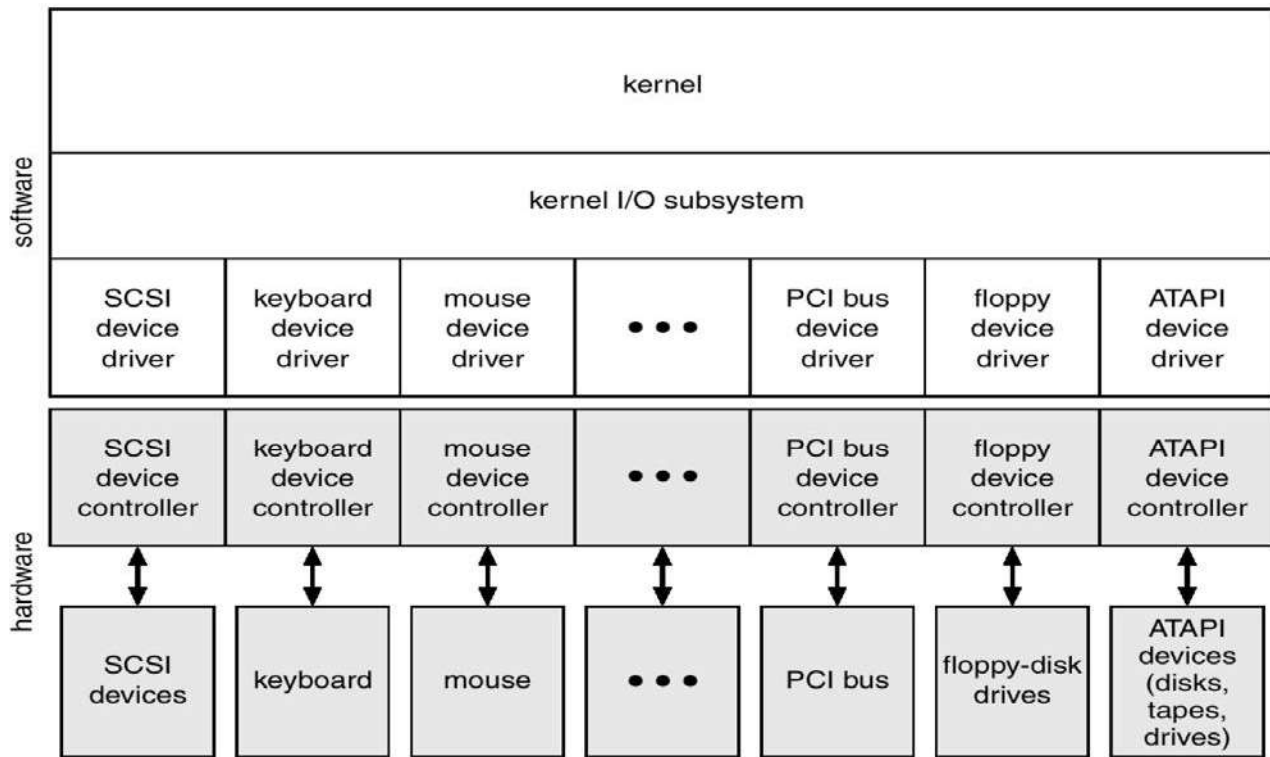 kernel
software
kernel I/O subsystem
SCSI
device
driver
keyboard
device
driver
mouse
device
driver
• • •
PCI bus
device
driver
floppy
device
driver
ATAPI
device
driver
hardware
SCSI
device
controller
keyboard
device
controller
mouse
device
controller
• • •
PCI bus
device
controller
floppy
device
controller
ATAPI
device
controller
SCSI
devices
keyboard
mouse
• • •
PCI bus
floppy-disk
drives
ATAPI
devices
(disks,
tapes,
drives)